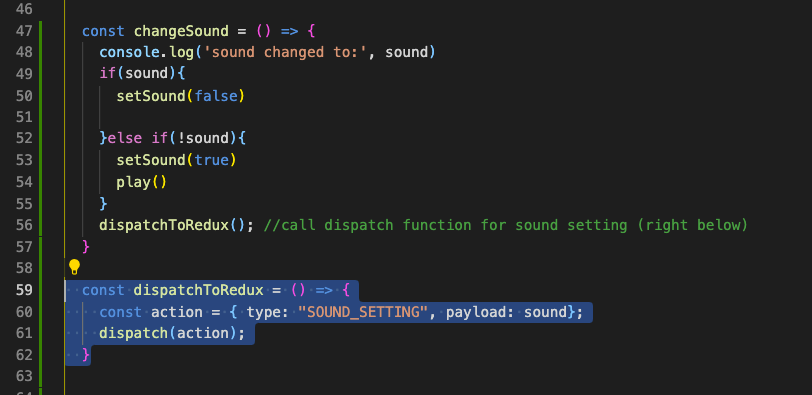 46
47 const changeSound = () => {
48 console.log('sound changed to:', sound)
49 if(sound){
50 setSound(false)
51
52 }else if(!sound){
53 setSound(true)
54 play()
55 }
56 dispatchToRedux(); //call dispatch function for sound setting (right below)
57 }
58
59 const dispatchToRedux = () => {
60 const action = { type: "SOUND_SETTING", payload: sound};
61 dispatch(action);
62 }
63